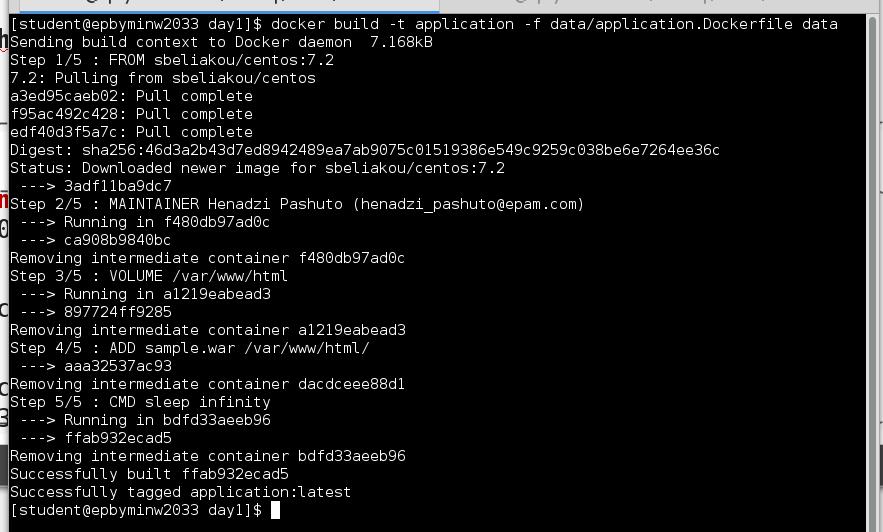 [student@epbyminw2033 day1]$ docker build -t application -f data/application.Dockerfile data
Sending build context to Docker daemon  7.168kB
Step 1/5 : FROM sbeliakou/centos:7.2
7.2: Pulling from sbeliakou/centos
a3ed95caeb02: Pull complete
f95ac492c428: Pull complete
edf40d3f5a7c: Pull complete
Digest: sha256:46d3a2b43d7ed8942489ea7ab9075c01519386e549c9259c038be6e7264ee36c
Status: Downloaded newer image for sbeliakou/centos:7.2
 ---> 3adf11ba9dc7
Step 2/5 : MAINTAINER Henadzi Pashuto (henadzi_pashuto@epam.com)
 ---> Running in f480db97ad0c
 ---> ca908b9840bc
Removing intermediate container f480db97ad0c
Step 3/5 : VOLUME /var/www/html
 ---> Running in a1219eabead3
 ---> 897724ff9285
Removing intermediate container a1219eabead3
Step 4/5 : ADD sample.war /var/www/html/
 ---> aaa32537ac93
Removing intermediate container dacdceee88d1
Step 5/5 : CMD sleep infinity
 ---> Running in bdfd33aeeb96
 ---> ffab932ecad5
Removing intermediate container bdfd33aeeb96
Successfully built ffab932ecad5
Successfully tagged application:latest
[student@epbyminw2033 day1]$